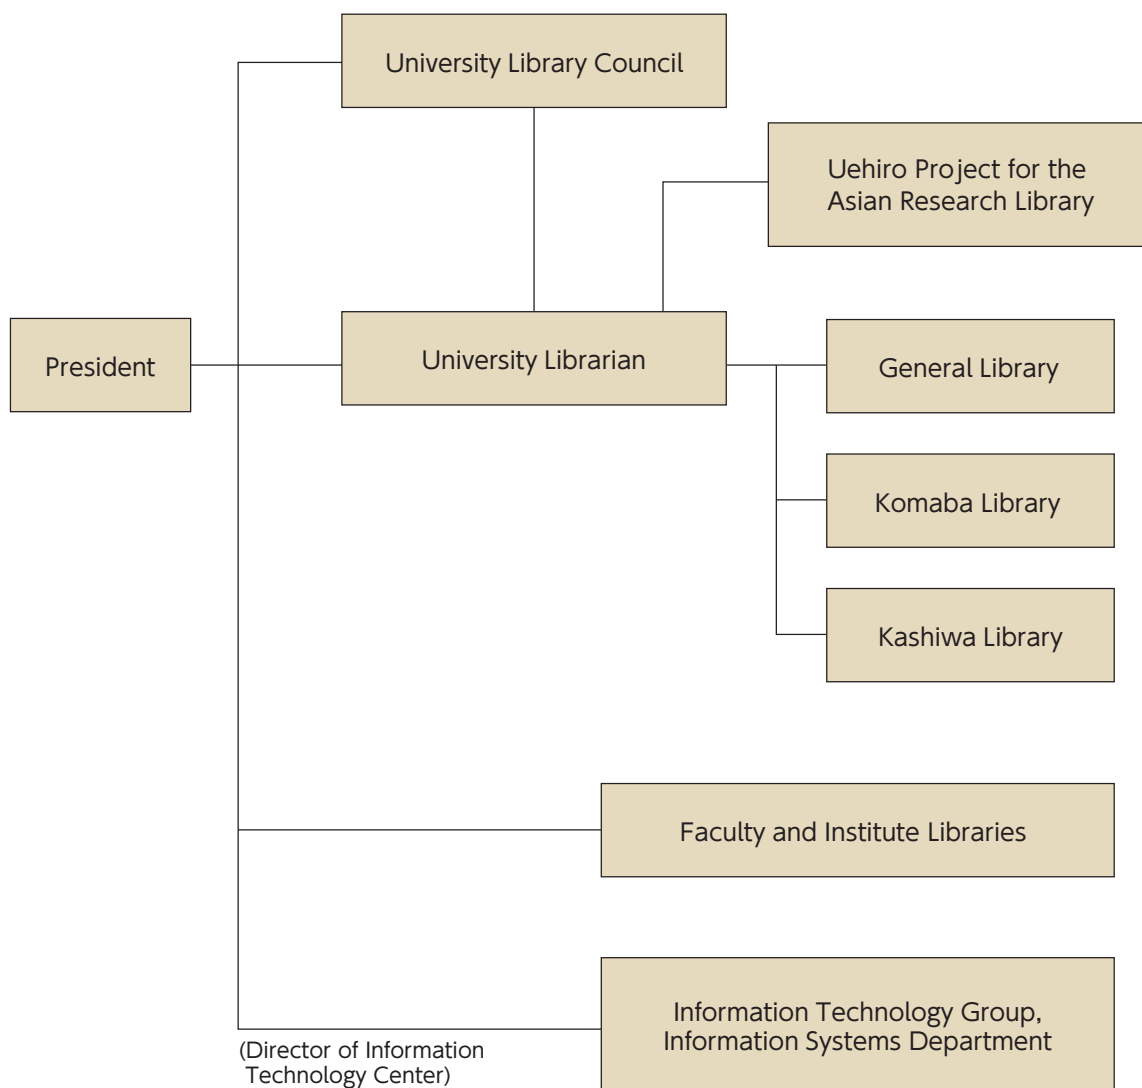 University Library Council
Uehiro Project for the
Asian Research Library
President
University Librarian
General Library
Komaba Library
Kashiwa Library
Faculty and Institute Libraries
Information Technology Group,
Information Systems Department
(Director of Information
Technology Center)